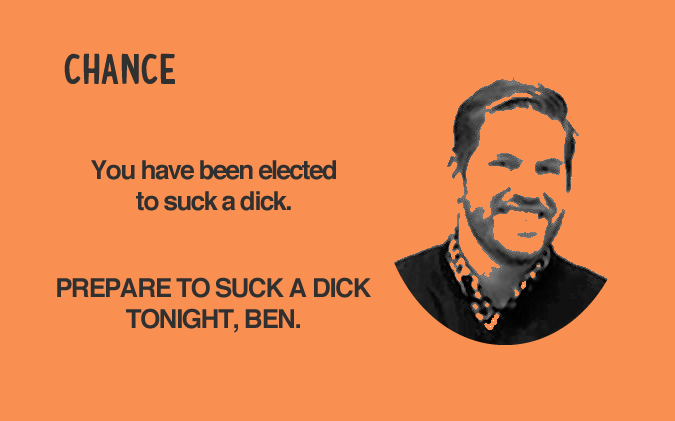 CHANCE
You have been elected
to suck a dick.
PREPARE TO SUCK A DICK
TONIGHT, BEN.